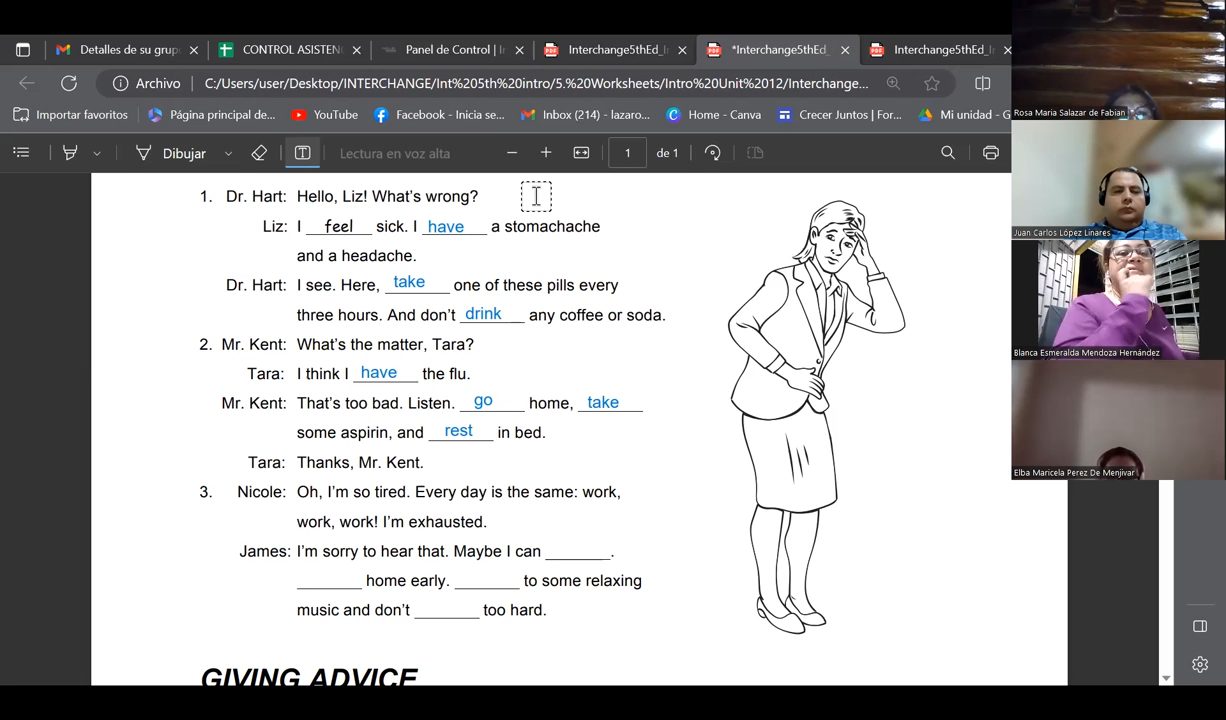 Detalles de su grupo
CONTROL ASISTEN
Panel de Control | I
Interchange5thEd_I
*Interchange5thEd_
Interchange5thEd_I
Archivo
C:/Users/user/Desktop/INTERCHANGE/Int%205th%20intro/5.%20Worksheets/Intro%20Unit%2012/Interchange...
Importar favoritos
Página principal de...
YouTube
Facebook - Inicia se...
Inbox (214) - lazaro...
Home - Canva
Crecer Juntos | For...
Mi unidad - G
Dibujar
Lectura en voz alta
1
de 1
1. Dr. Hart: Hello, Liz! What's wrong?
Liz: I feel sick. I have a stomachache
and a headache.
Dr. Hart: I see. Here, take one of these pills every
three hours. And don't drink any coffee or soda.
2. Mr. Kent: What's the matter, Tara?
Tara: I think I have the flu.
Mr. Kent: That's too bad. Listen. go home, take
some aspirin, and rest in bed.
Tara: Thanks, Mr. Kent.
3. Nicole: Oh, I'm so tired. Every day is the same: work,
work, work! I'm exhausted.
James: I'm sorry to hear that. Maybe I can ________.
________ home early. ________ to some relaxing
music and don't ________ too hard.
GIVING ADVICE
Rosa Maria Salazar de Fabian
Juan Carlos López Linares
Blanca Esmeralda Mendoza Hernández
Elba Maricela Perez De Menjivar